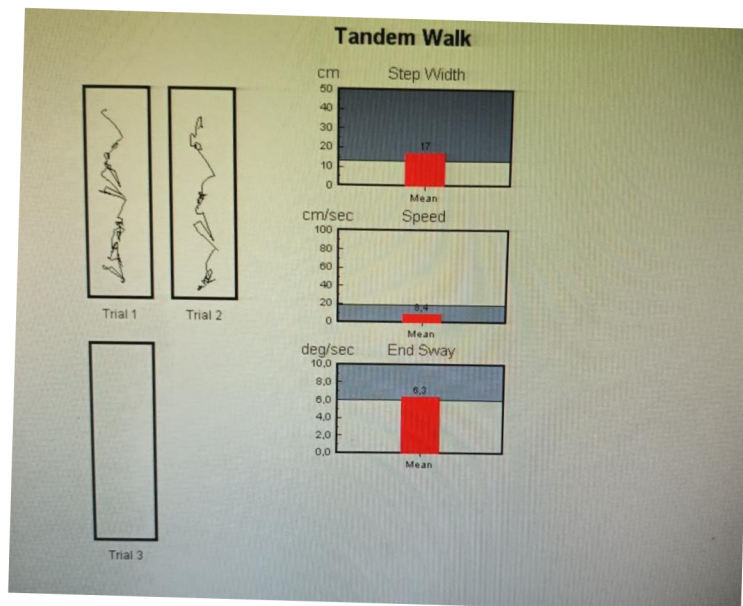 Tandem Walk
cm Step Width
50
40
30
20
10
0
17
Mean
cm/sec Speed
100
80
60
40
20
0
8,4
Mean
deg/sec End Sway
10,0
8,0
6,0
4,0
2,0
0,0
6,3
Mean
Trial 1
Trial 2
Trial 3